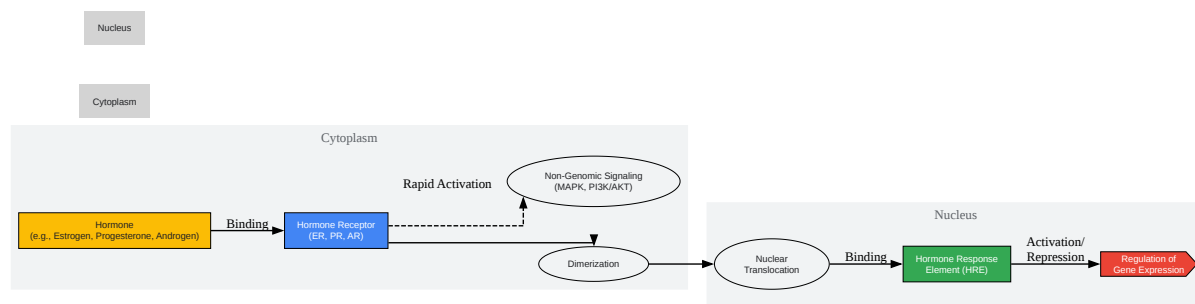 Nucleus
Cytoplasm
Cytoplasm
Rapid Activation
Non-Genomic Signaling
(MAPK, PI3K/AKT)
Hormone
(e.g., Estrogen, Progesterone, Androgen)
Binding
Hormone Receptor
(ER, PR, AR)
Dimerization
Nucleus
Nuclear
Translocation
Binding
Hormone Response
Element (HRE)
Activation/
Repression
Regulation of
Gene Expression